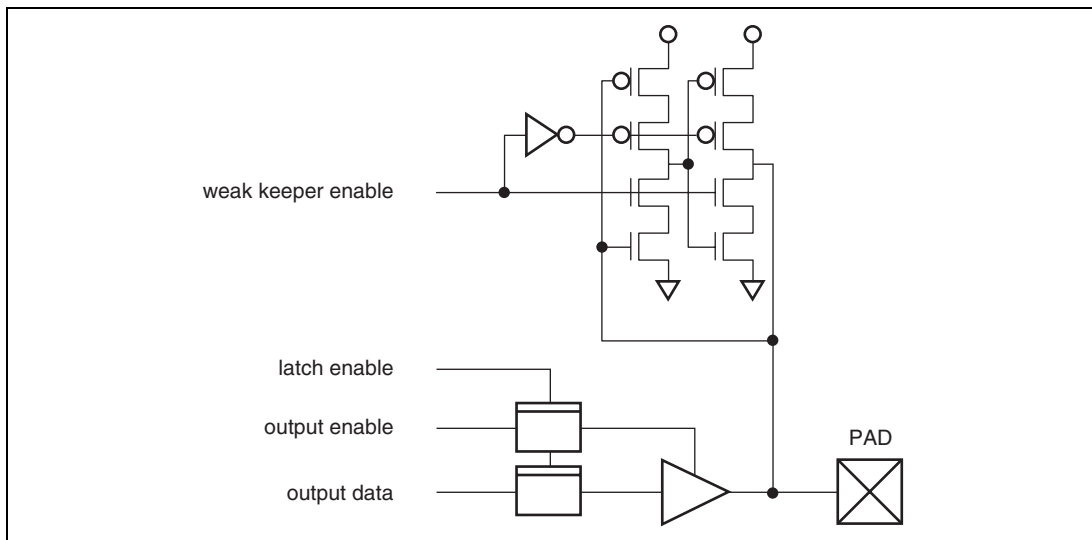 weak keeper enable
latch enable
output enable
PAD
output data